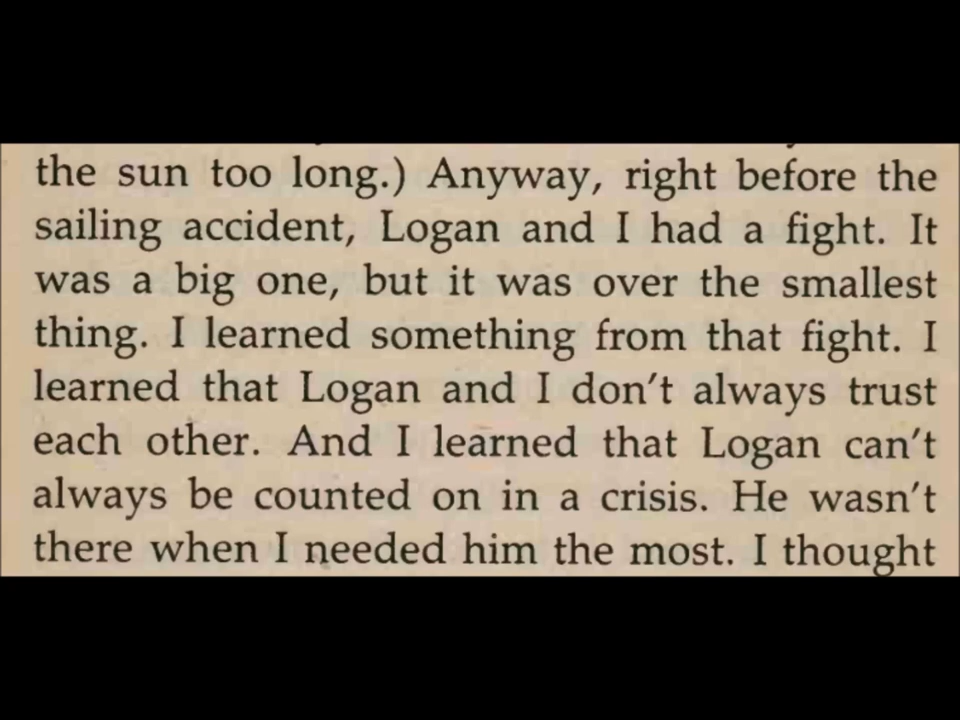 the sun too long.) Anyway, right before the
sailing accident, Logan and I had a fight. It
was a big one, but it was over the smallest
thing. I learned something from that fight. I
learned that Logan and I don't always trust
each other. And I learned that Logan can't
always be counted on in a crisis. He wasn't
there when I needed him the most. I thought